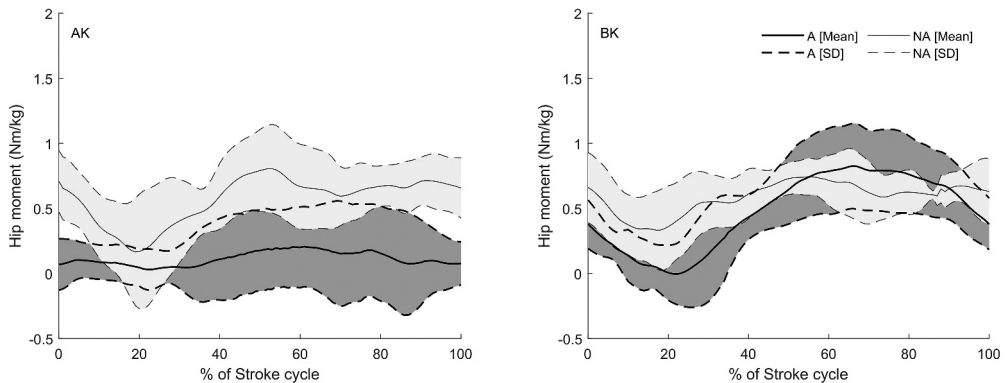 AK
Hip moment (Nm/kg)
2
1.5
1
0.5
0
-0.5
0 20 40 60 80 100
% of Stroke cycle
BK
A [Mean] NA [Mean]
A [SD] NA [SD]
Hip moment (Nm/kg)
2
1.5
1
0.5
0
-0.5
0 20 40 60 80 100
% of Stroke cycle